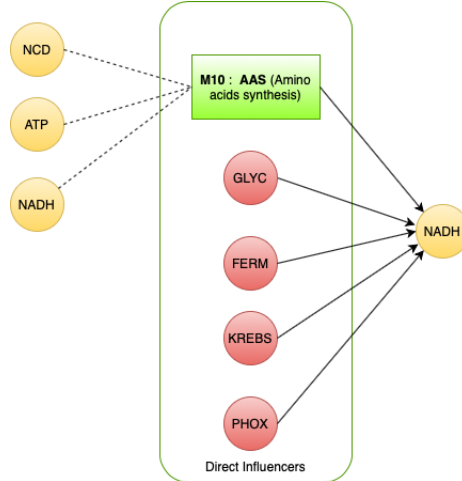 NCD
M10 : AAS (Amino
acids synthesis)
ATP
GLYC
NADH
NADH
FERM
KREBS
PHOX
Direct Influencers